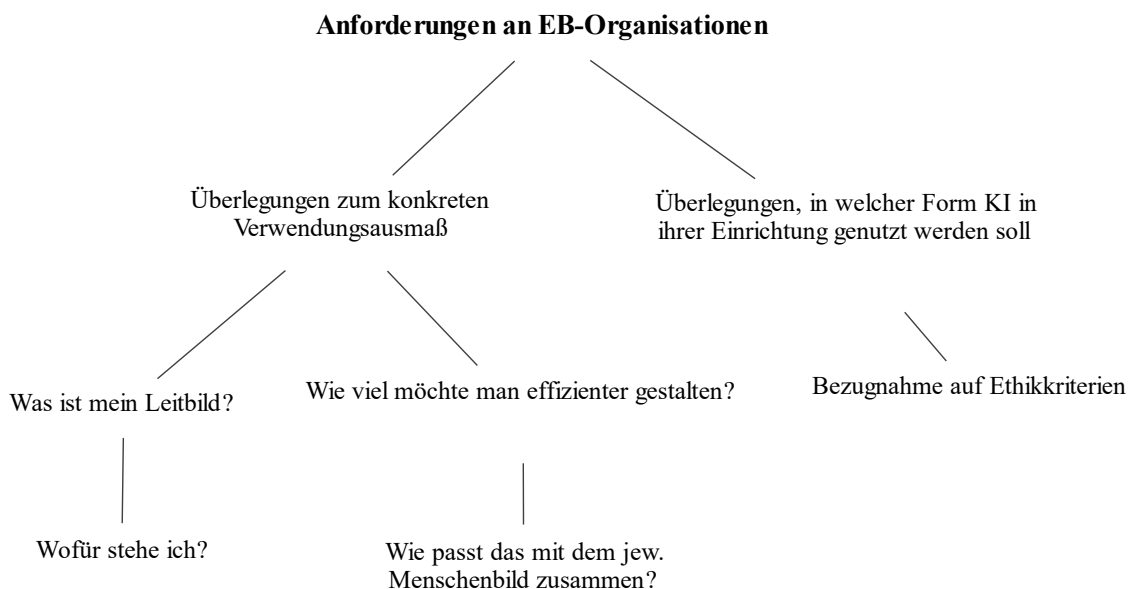 Anforderungen an EB-Organisationen
Überlegungen zum konkreten
Verwendungsausmaß
Überlegungen, in welcher Form KI in
ihrer Einrichtung genutzt werden soll
Was ist mein Leitbild?
Wie viel möchte man effizienter gestalten?
Bezugnahme auf Ethikkriterien
Wofür stehe ich?
Wie passt das mit dem jew.
Menschenbild zusammen?